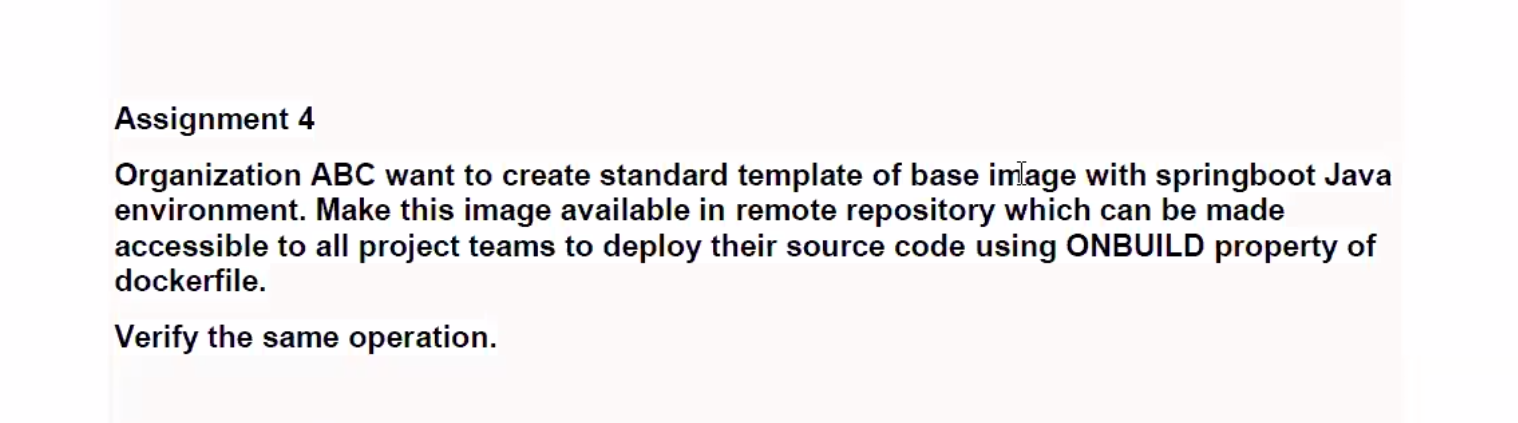 Assignment 4
Organization ABC want to create standard template of base image with springboot Java
environment. Make this image available in remote repository which can be made
accessible to all project teams to deploy their source code using ONBUILD property of
dockerfile.
Verify the same operation.